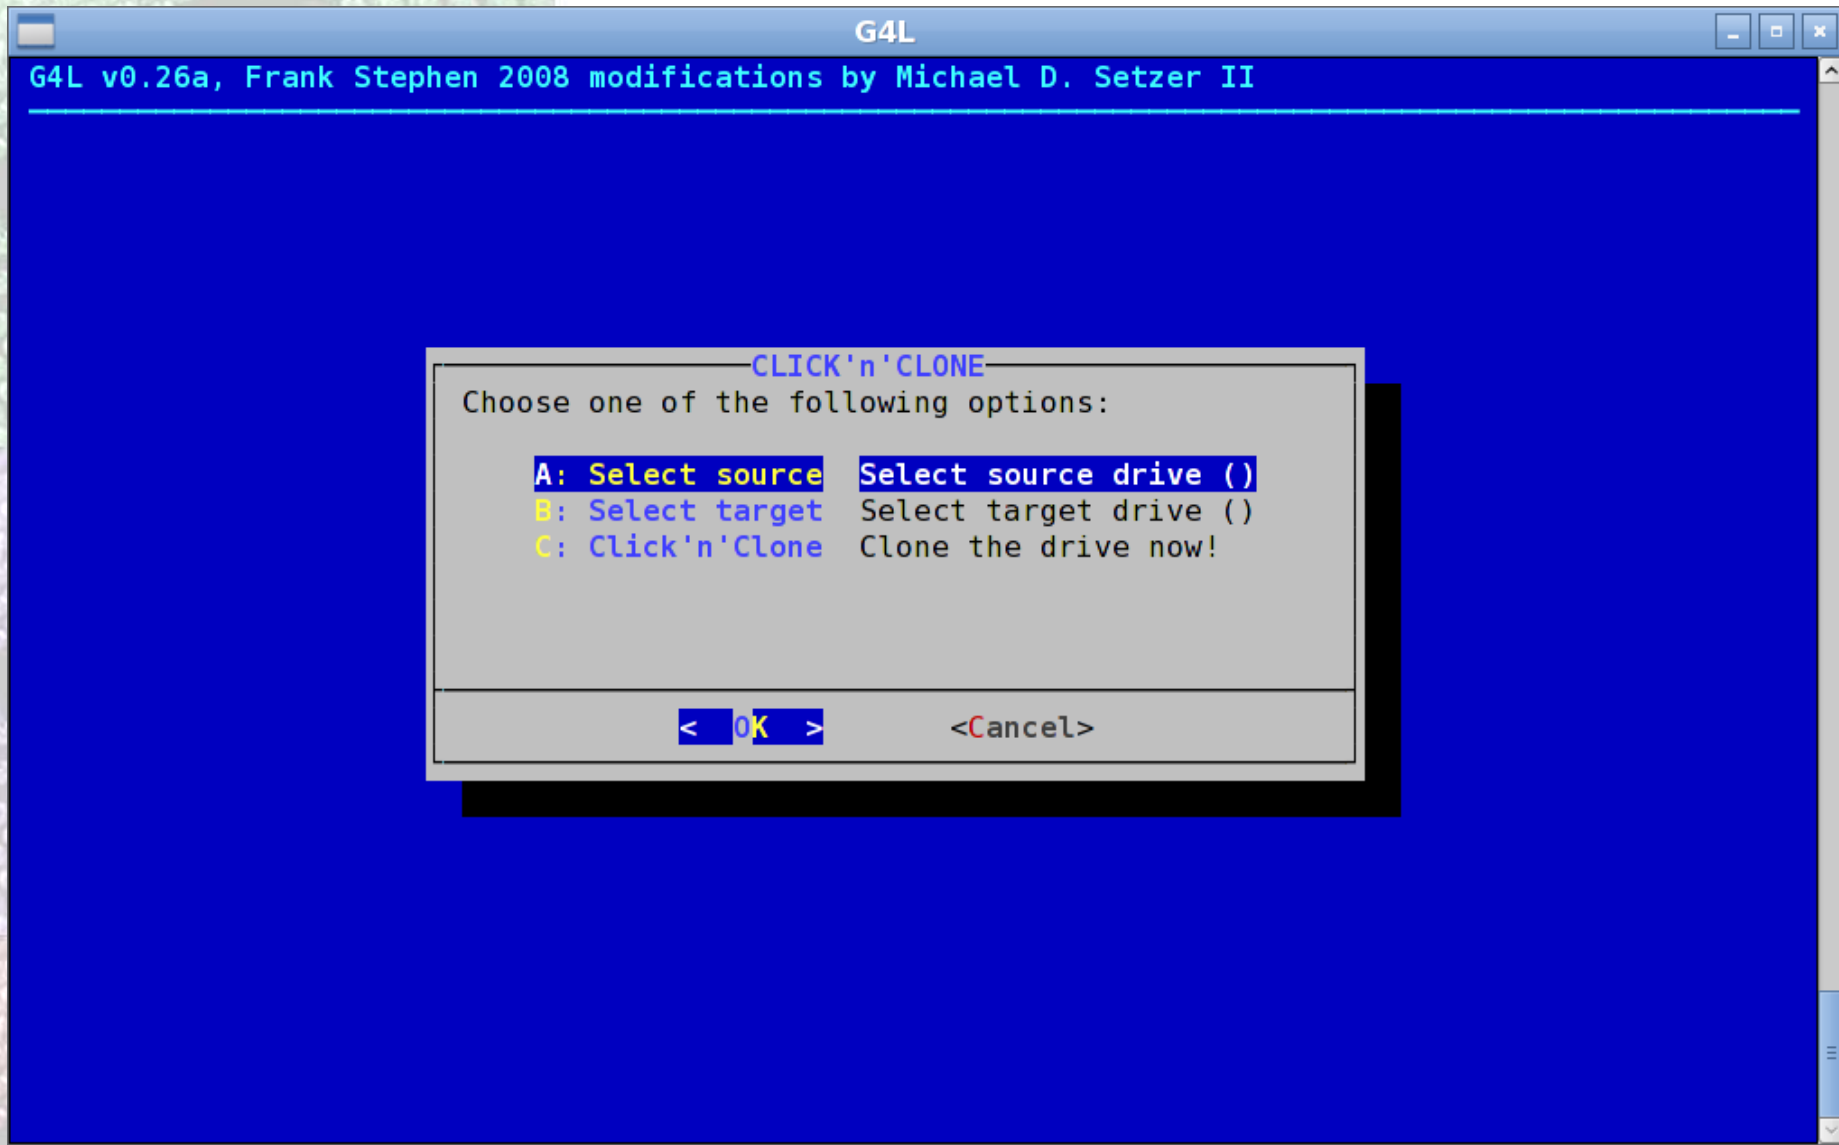 G4L
G4L v0.26a, Frank Stephen 2008 modifications by Michael D. Setzer II
CLICK'n'CLONE
Choose one of the following options:
A: Select source  Select source drive ()
B: Select target  Select target drive ()
C: Click'n'Clone  Clone the drive now!
<  OK  >  <Cancel>